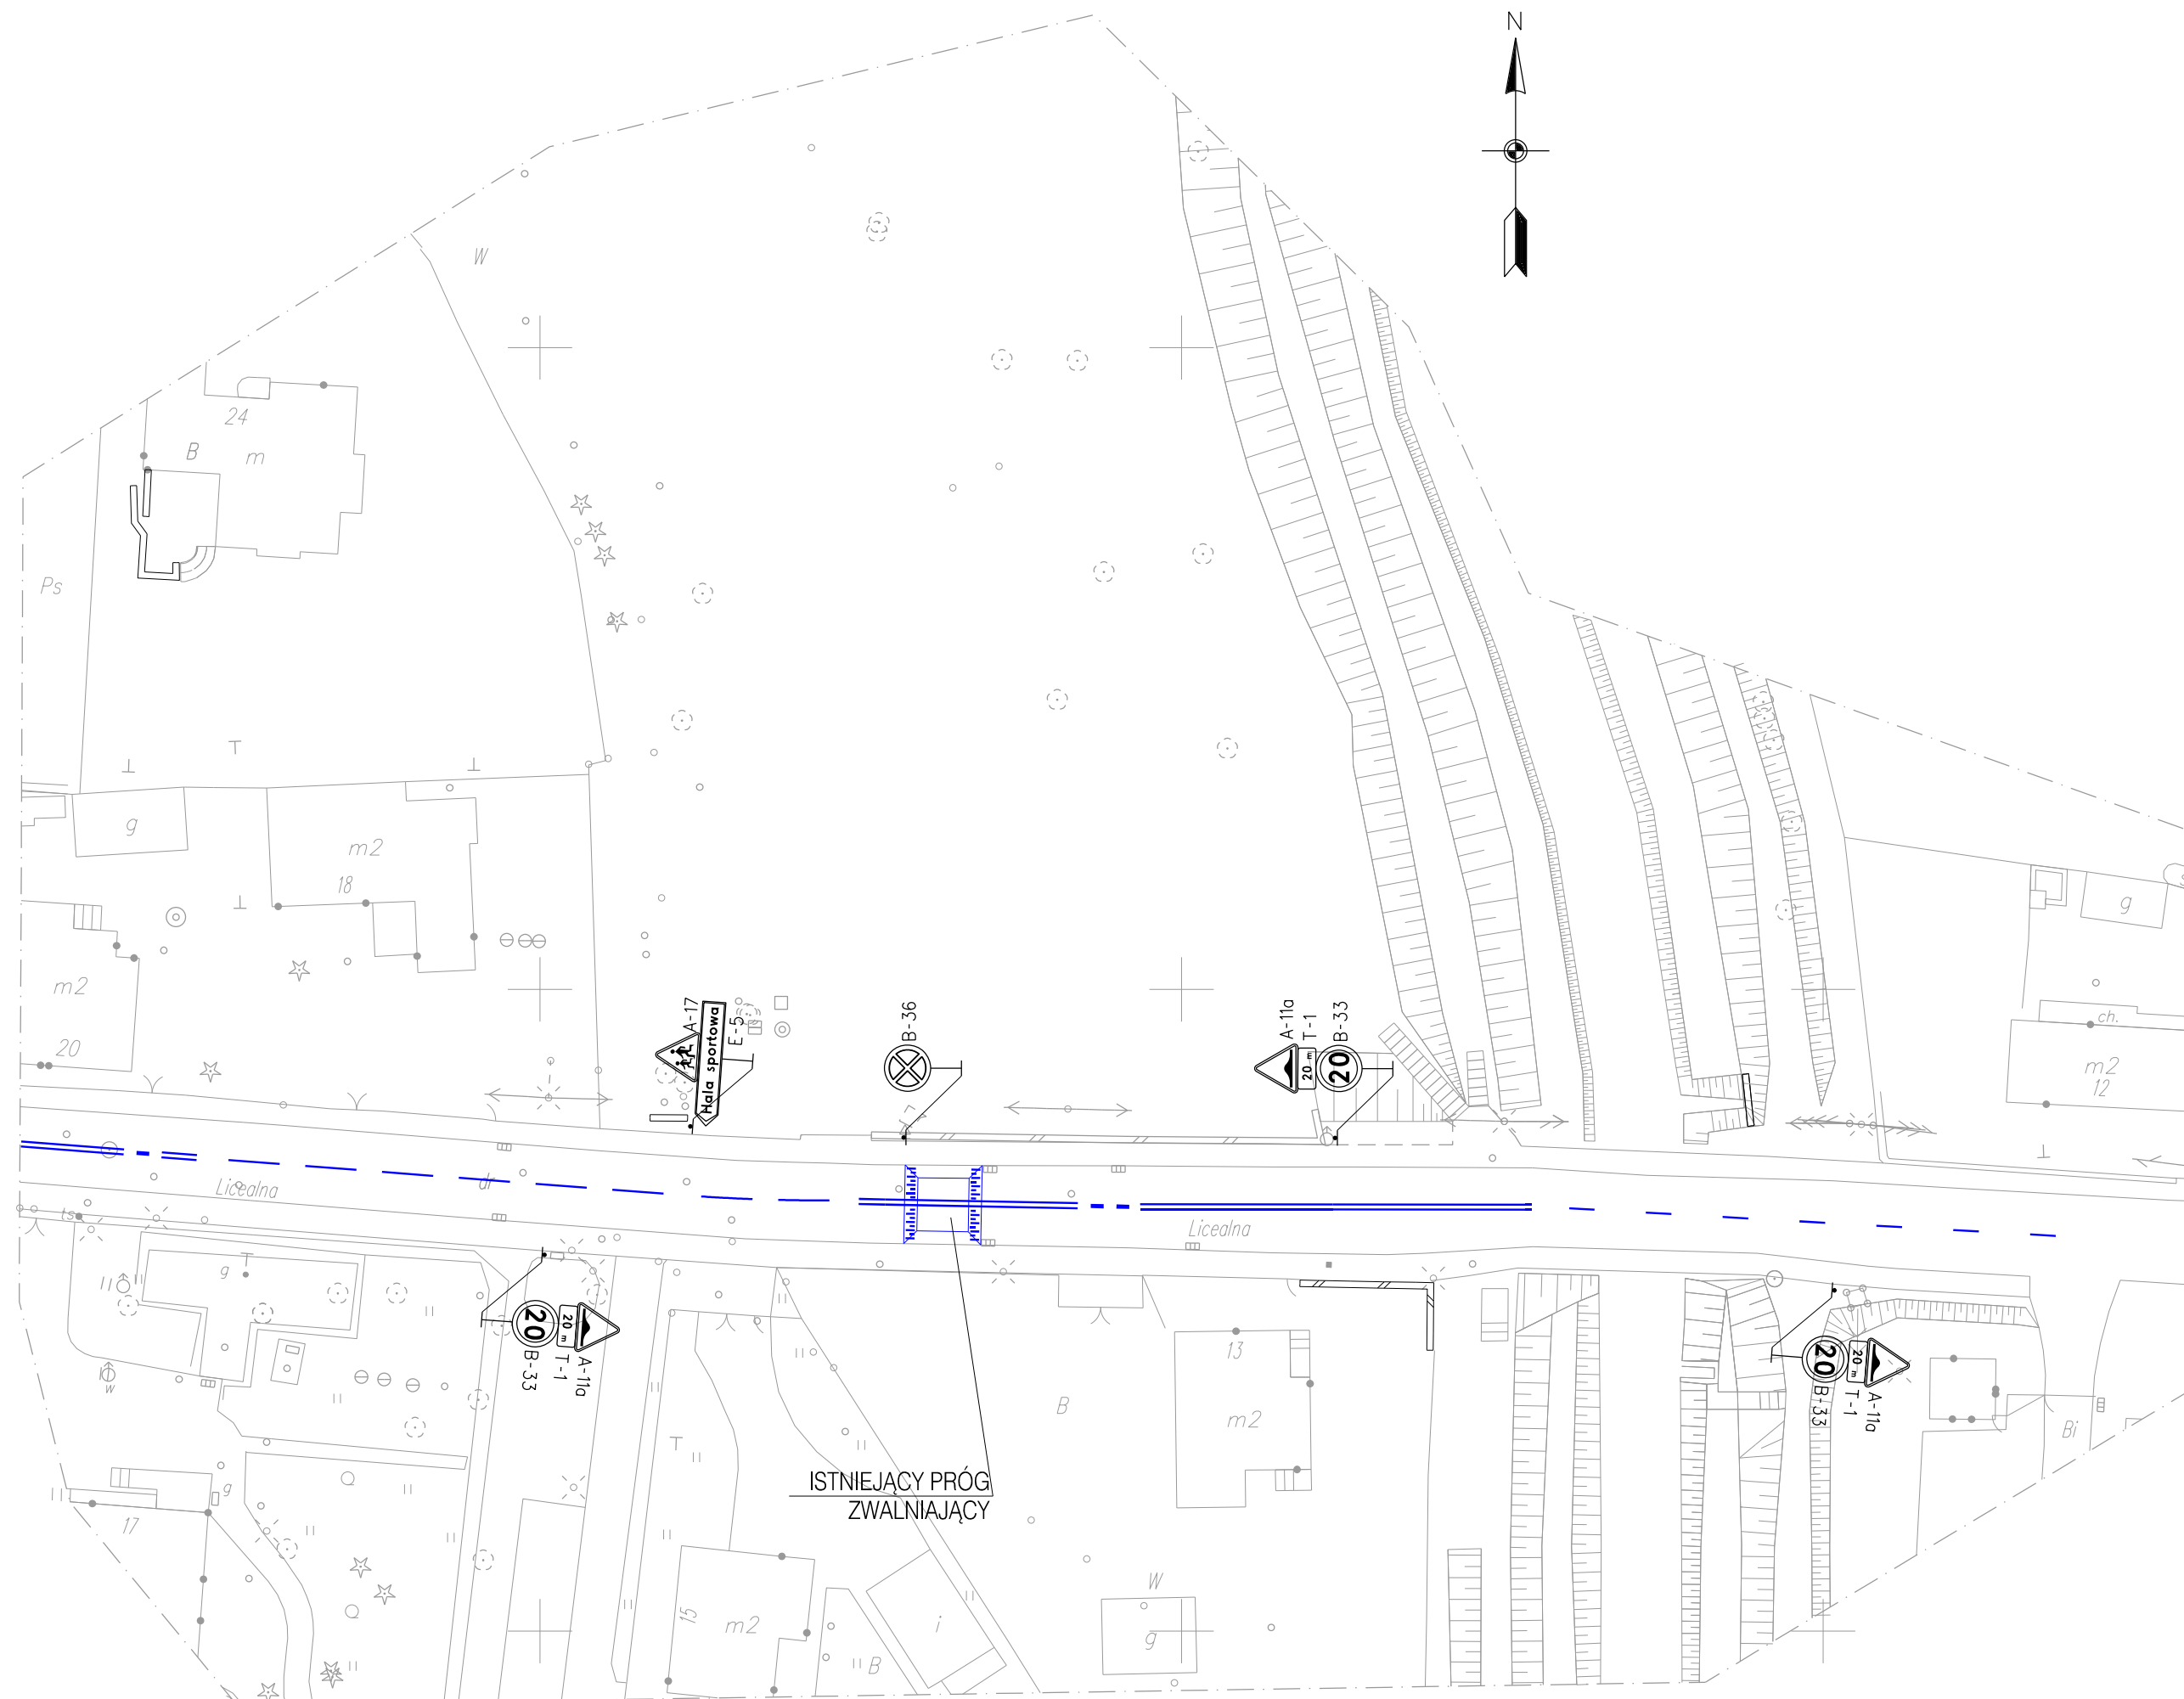 N
W
24
B
m
Ps
g
m2
18
m2
20
A-17
Hala sportowa
E-5
B-36
A-11a
T-1
B-33
20 m
20
g
ch.
m2
12
Licealna
dr
ts
Licealna
g
w
20
20 m
A-11a
T-1
B-33
13
m2
B
20
20 m
A-11a
T-1
B-33
Bi
ISTNIEJĄCY PRÓG
ZWALNIAJĄCY
g
17
15
m2
B
i
W
g